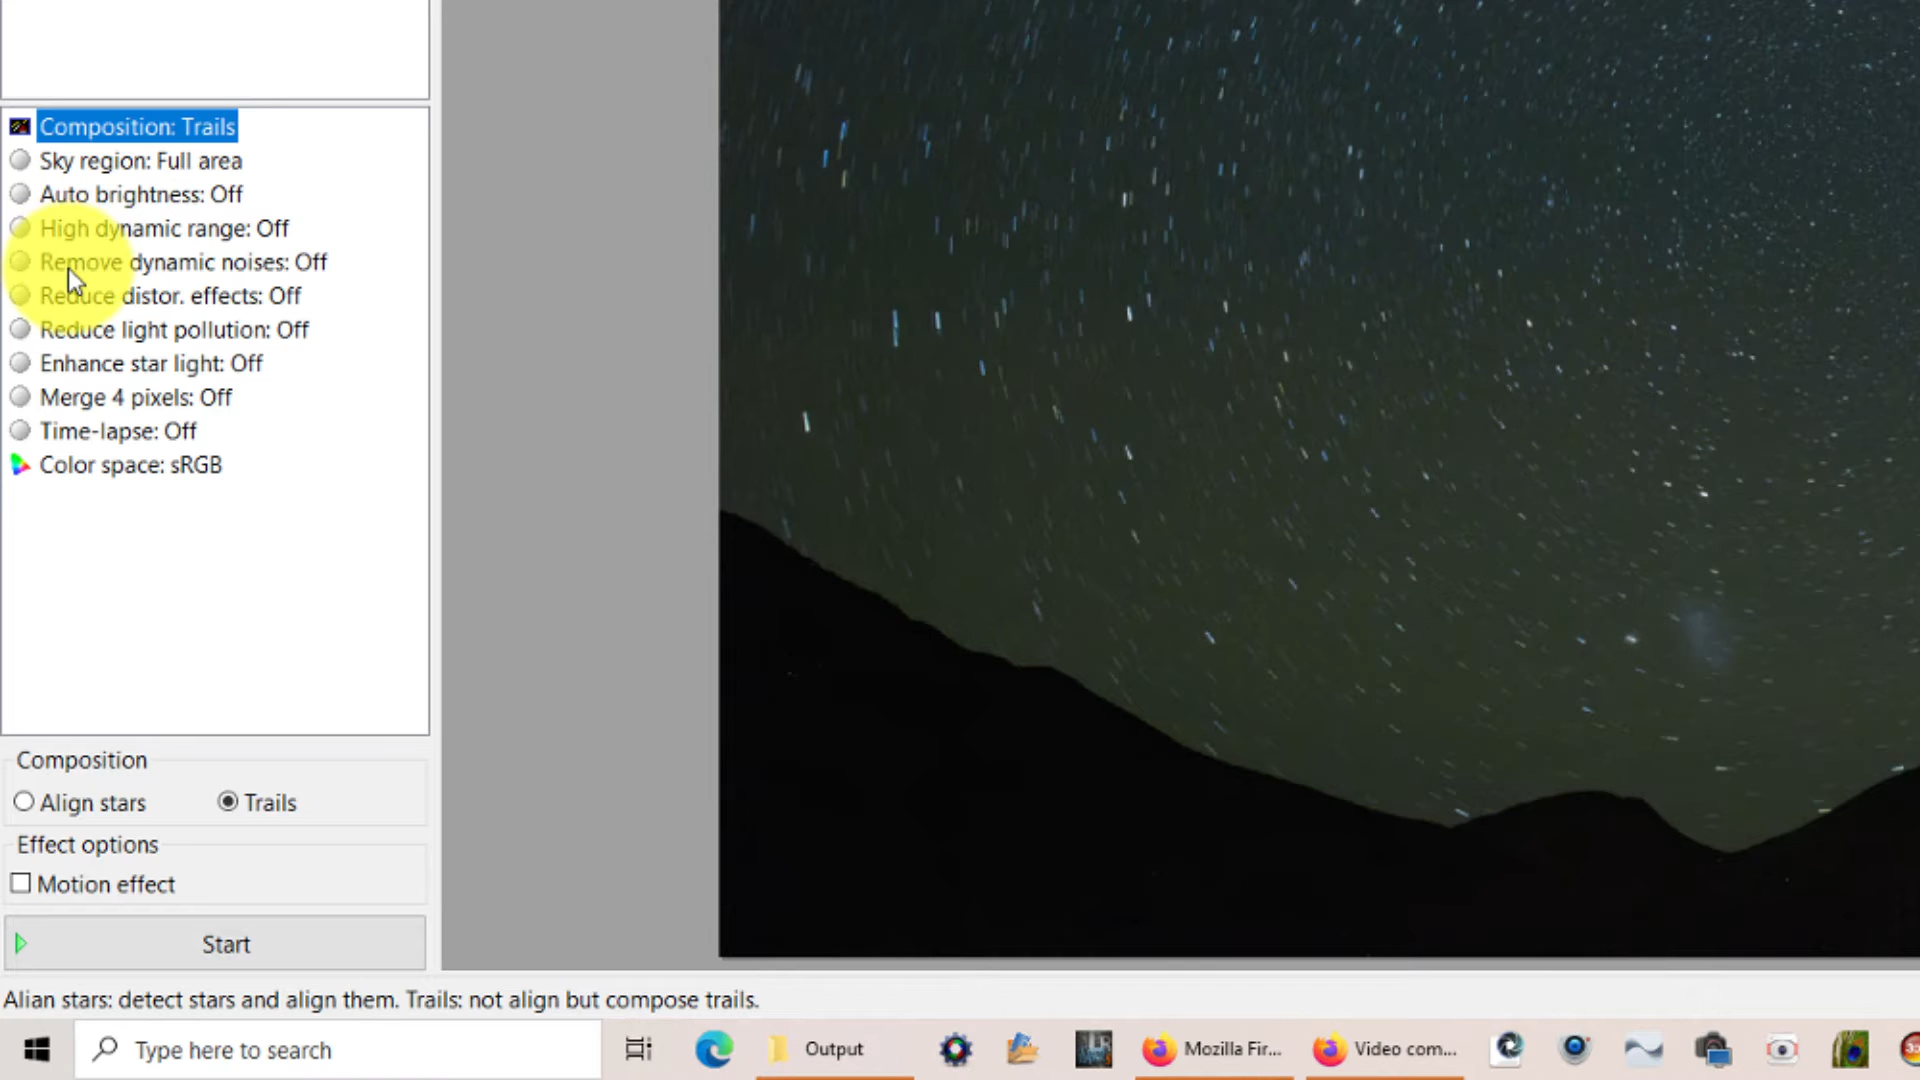 Composition: Trails
Sky region: Full area
Auto brightness: Off
High dynamic range: Off
Remove dynamic noises: Off
Reduce distor. effects: Off
Reduce light pollution: Off
Enhance star light: Off
Merge 4 pixels: Off
Time-lapse: Off
Color space: sRGB
Composition
Align stars Trails
Effect options
Motion effect
Start
Alian stars: detect stars and align them. Trails: not align but compose trails.
Type here to search Output Mozilla Fir... Video com...